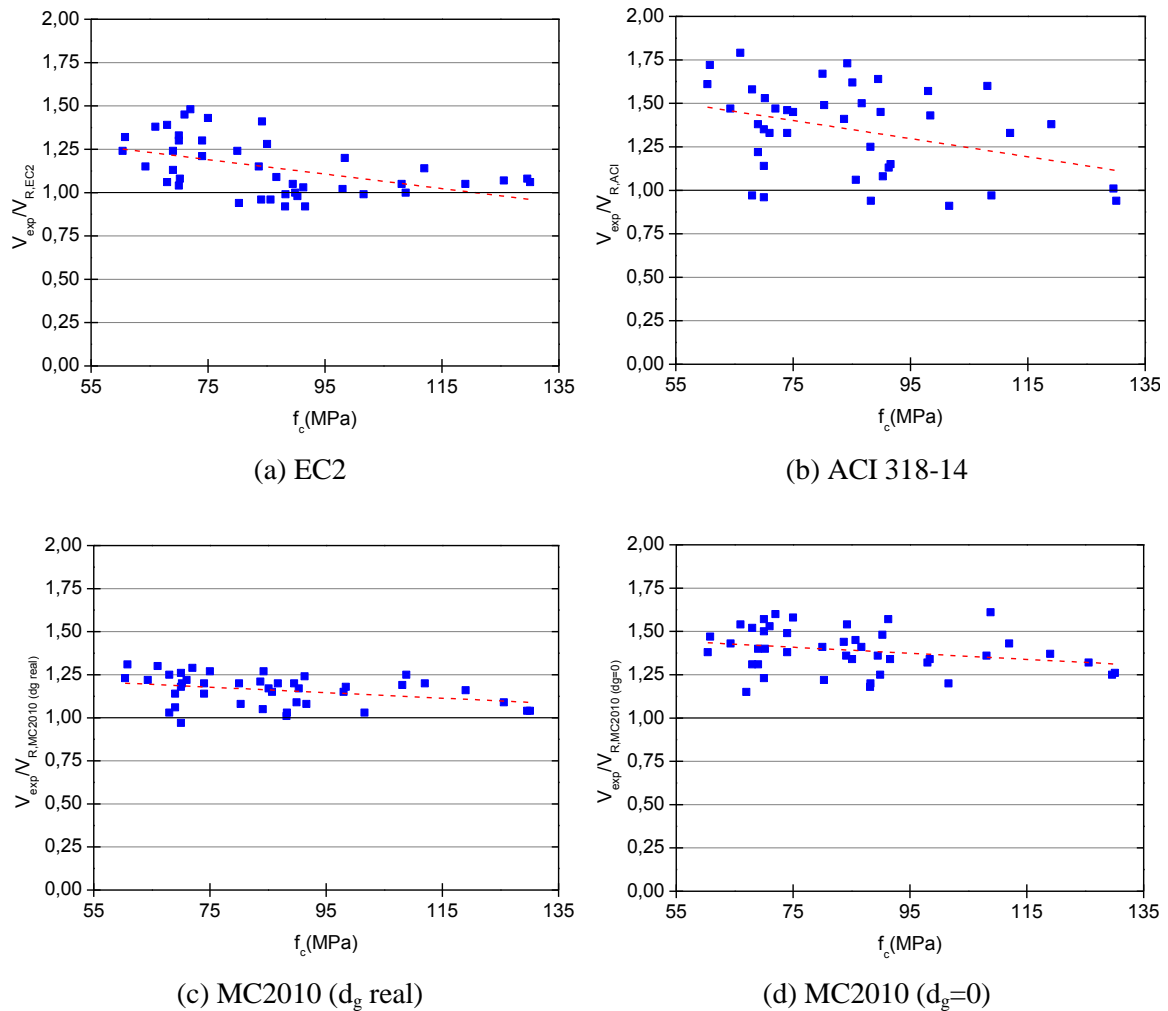 2,00
1,75
1,50
1,25
1,00
0,75
0,50
0,25
0,00
V_exp/V_R,EC2
55 75 95 115 135
f_c(MPa)
(a) EC2
2,00
1,75
1,50
1,25
1,00
0,75
0,50
0,25
0,00
V_exp/V_R,ACI
55 75 95 115 135
f_c(MPa)
(b) ACI 318-14
2,00
1,75
1,50
1,25
1,00
0,75
0,50
0,25
0,00
V_exp/V_R,MC2010 (dg real)
55 75 95 115 135
f_c(MPa)
(c) MC2010 (d_g real)
2,00
1,75
1,50
1,25
1,00
0,75
0,50
0,25
0,00
V_exp/V_R,MC2010 (dg=0)
55 75 95 115 135
f_c(MPa)
(d) MC2010 (d_g=0)